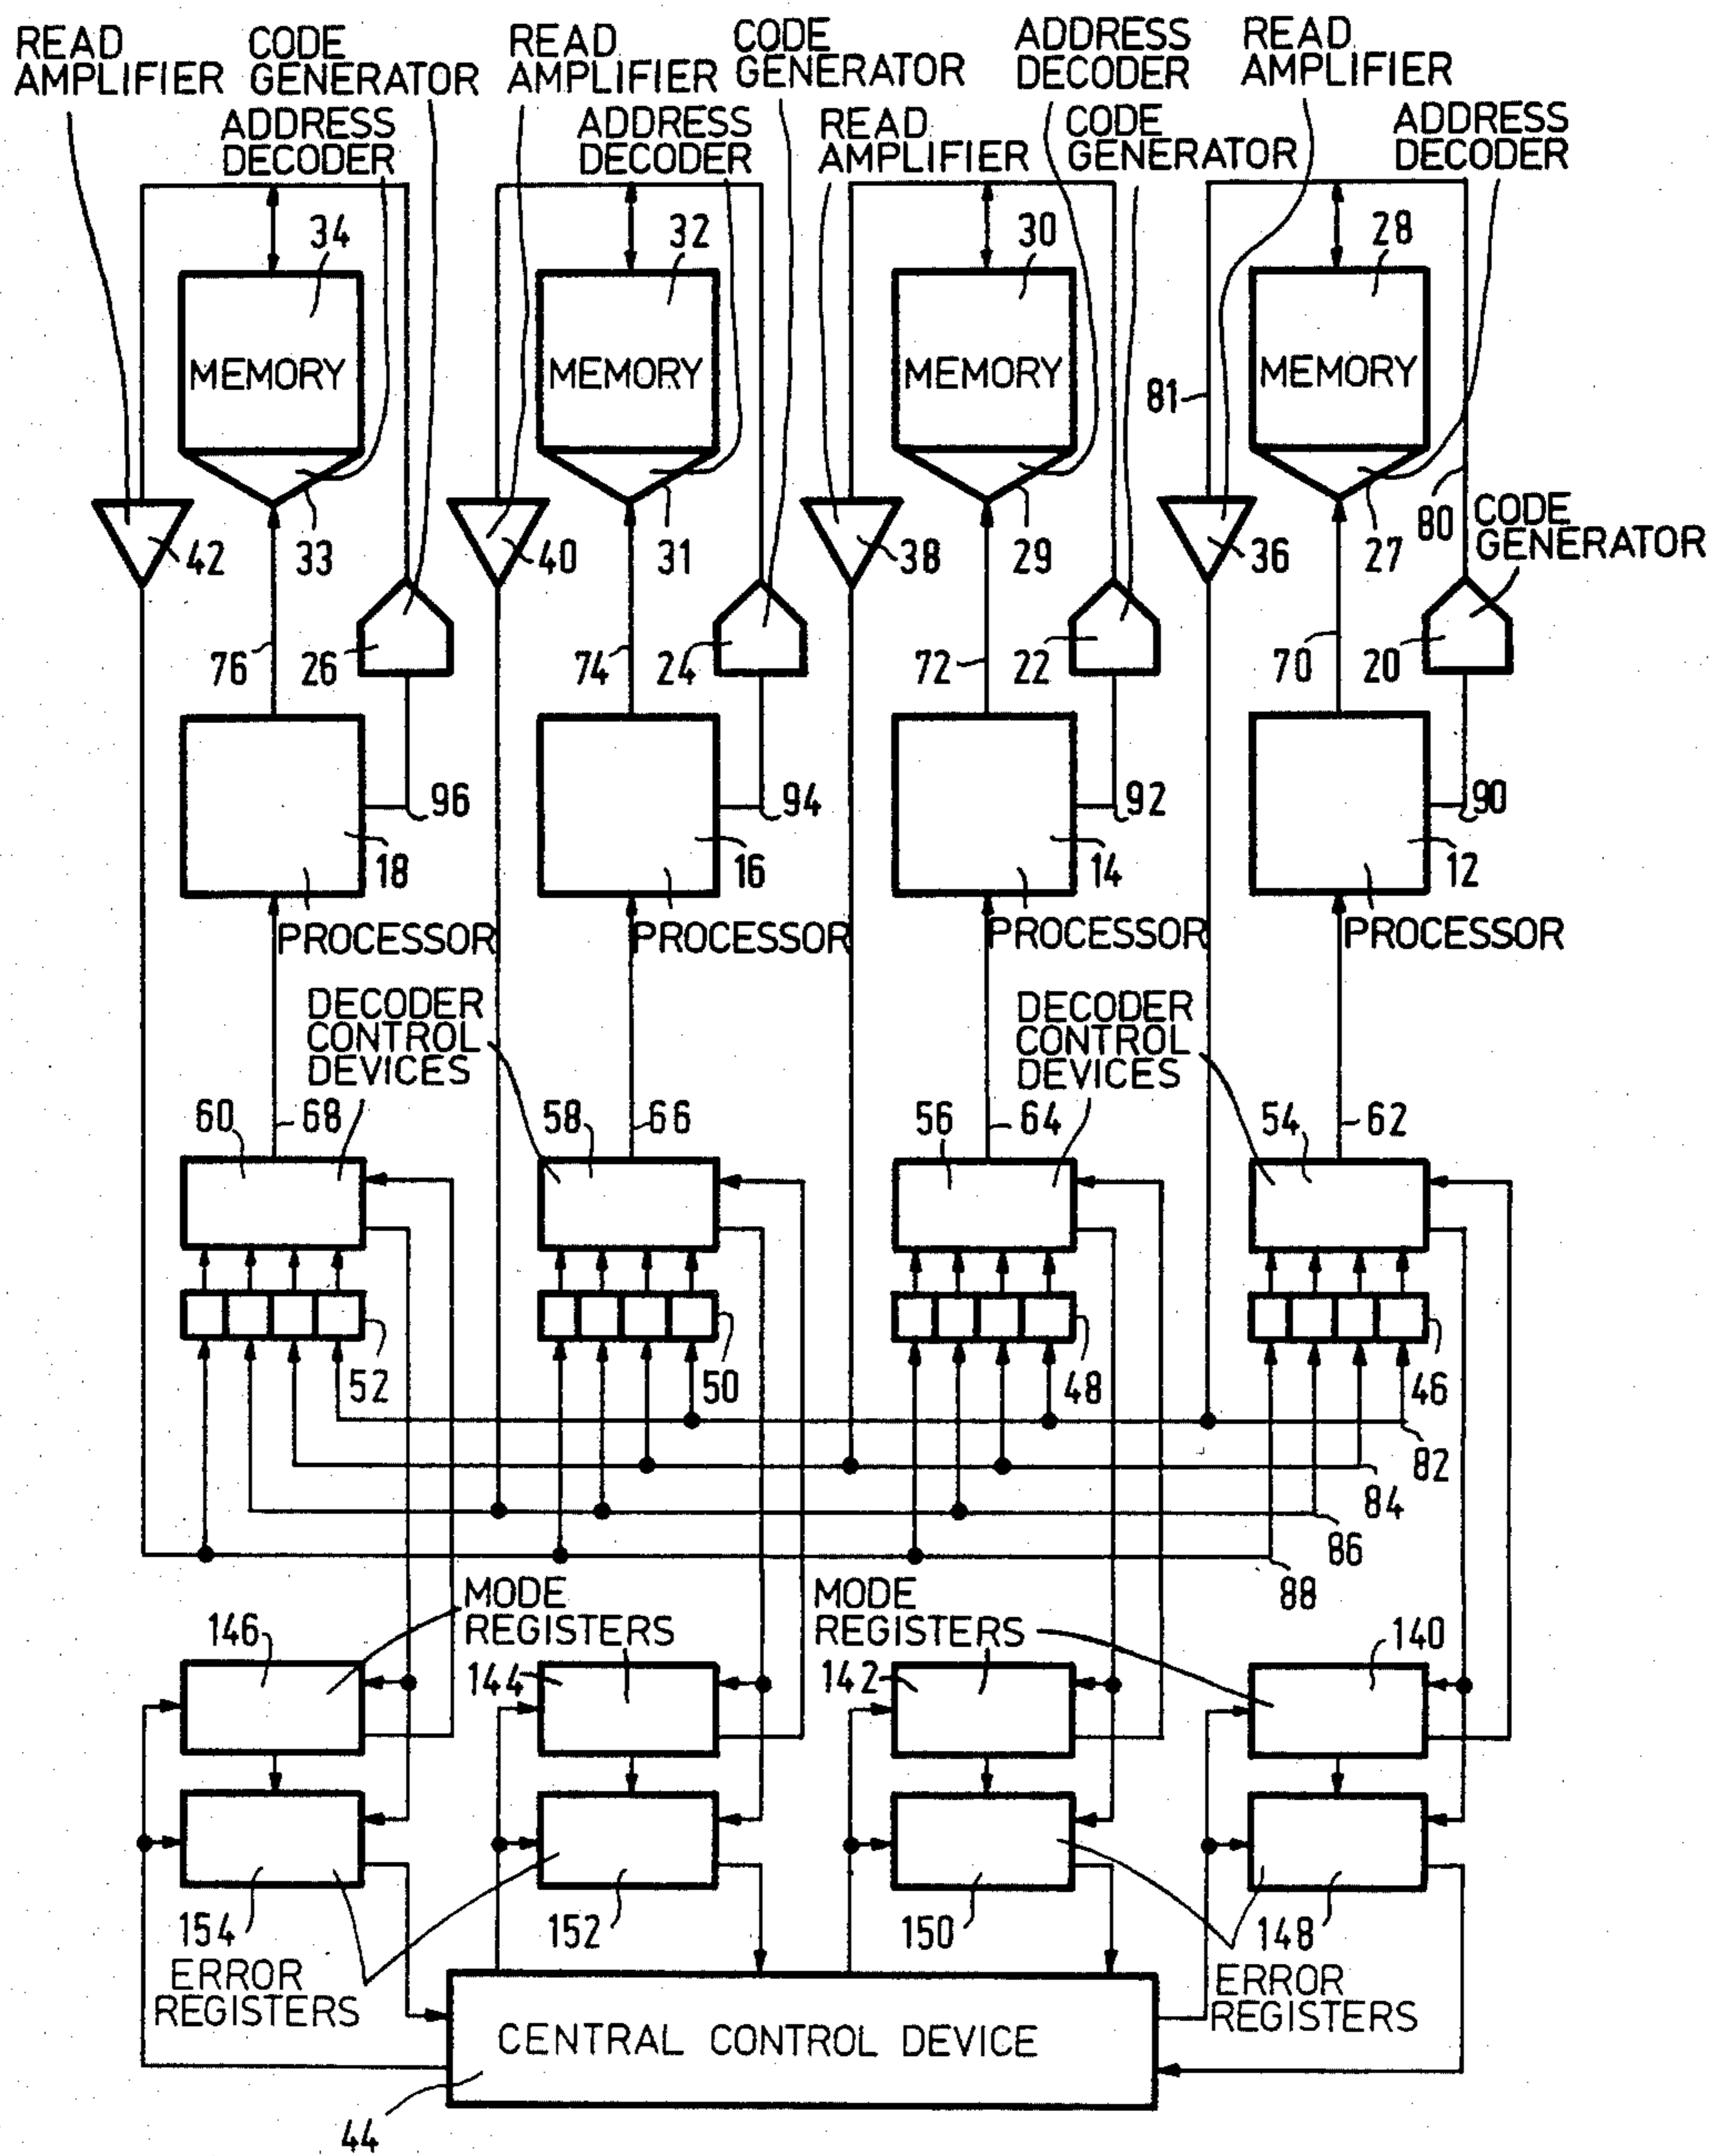 READ
AMPLIFIER
CODE
GENERATOR
READ
AMPLIFIER
CODE
GENERATOR
ADDRESS
DECODER
READ
AMPLIFIER
ADDRESS
DECODER
ADDRESS
DECODER
READ
AMPLIFIER
CODE
GENERATOR
ADDRESS
DECODER
34
32
30
28
MEMORY
MEMORY
MEMORY
MEMORY
81
80
CODE
GENERATOR
42
33
40
31
38
29
36
27
76
26
74
24
72
22
70
20
96
94
92
90
18
16
14
12
PROCESSOR
PROCESSOR
PROCESSOR
PROCESSOR
DECODER
CONTROL
DEVICES
DECODER
CONTROL
DEVICES
60
68
58
66
56
64
54
62
52
50
48
46
82
84
86
88
MODE
REGISTERS
MODE
REGISTERS
146
144
142
140
154
152
150
148
ERROR
REGISTERS
ERROR
REGISTERS
CENTRAL CONTROL DEVICE
44